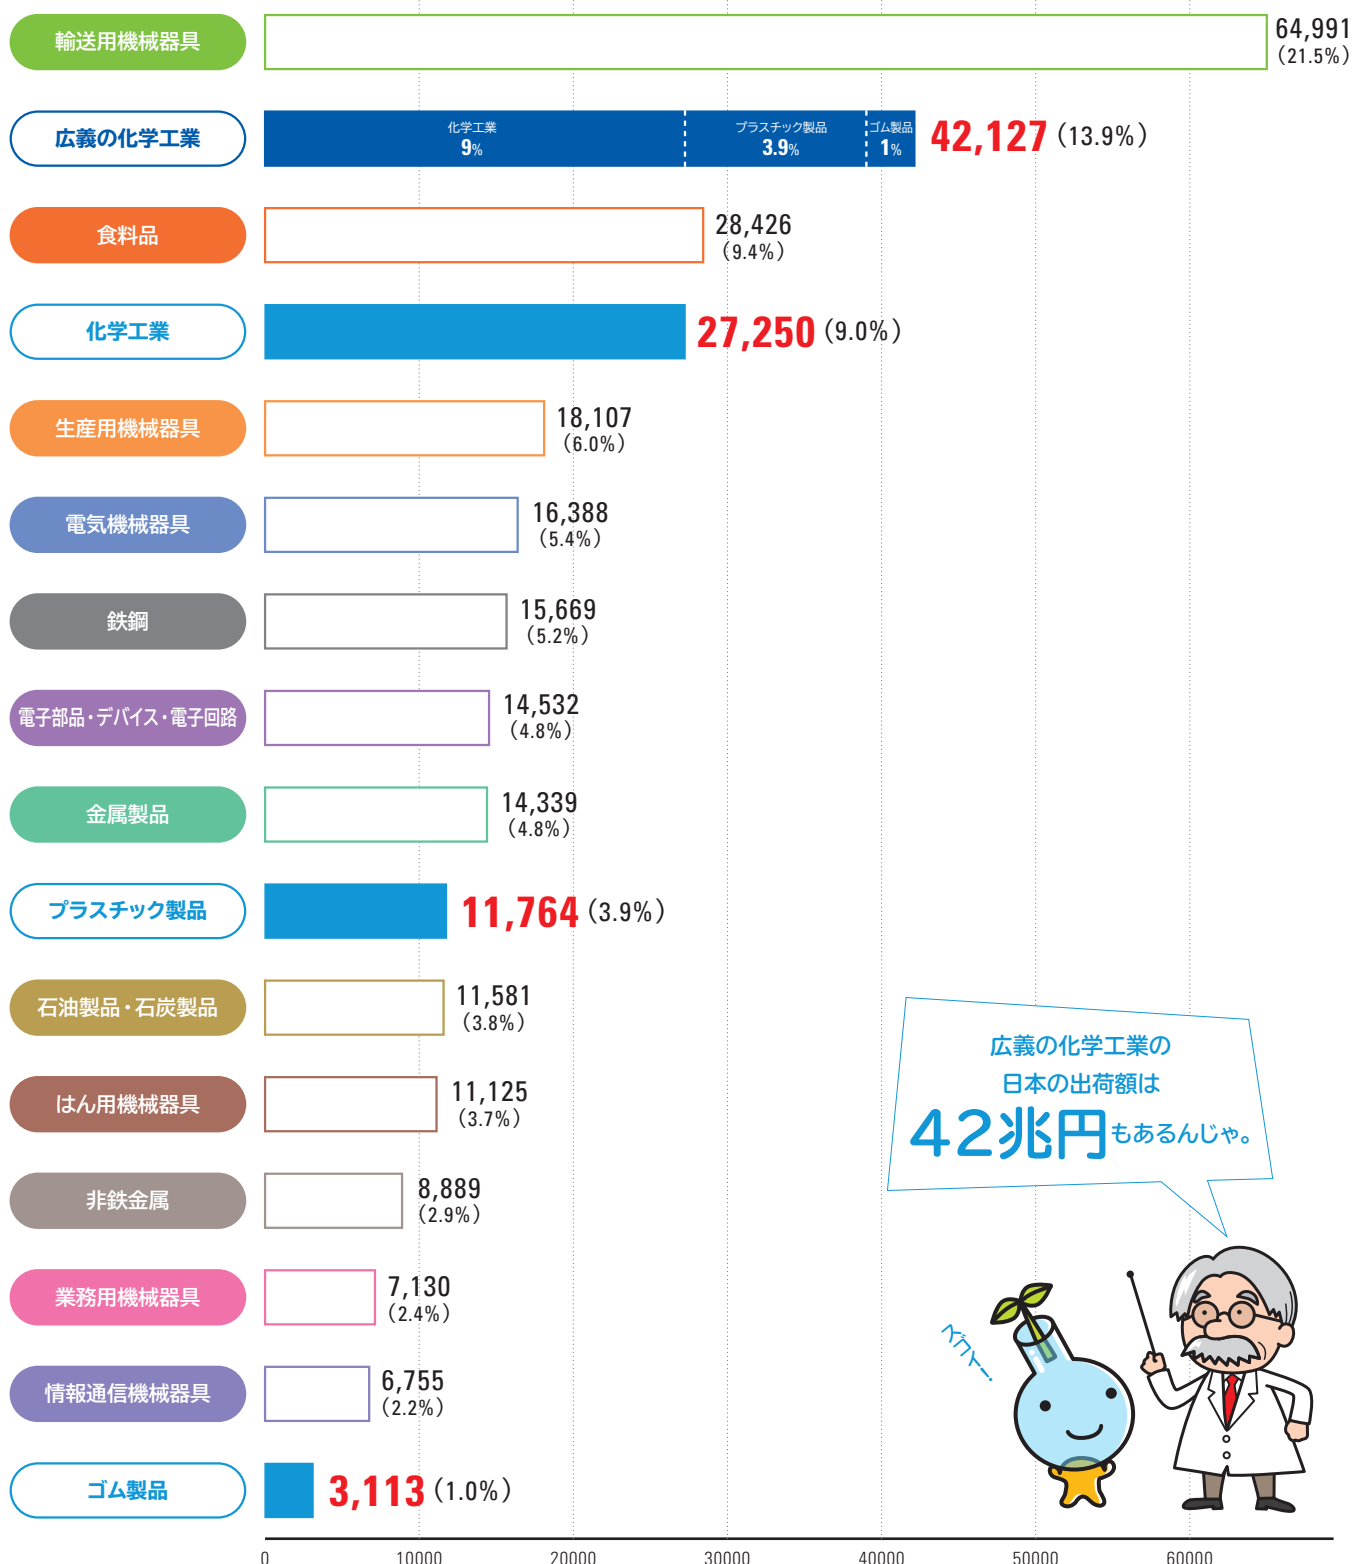 輸送用機械器具
64,991
（21.5%）
広義の化学工業
化学工業
9%
プラスチック製品
3.9%
ゴム製品
1%
42,127（13.9%）
食料品
28,426
（9.4%）
化学工業
27,250（9.0%）
生産用機械器具
18,107
（6.0%）
電気機械器具
16,388
（5.4%）
鉄鋼
15,669
（5.2%）
電子部品・デバイス・電子回路
14,532
（4.8%）
金属製品
14,339
（4.8%）
プラスチック製品
11,764（3.9%）
石油製品・石炭製品
11,581
（3.8%）
はん用機械器具
11,125
（3.7%）
非鉄金属
8,889
（2.9%）
業務用機械器具
7,130
（2.4%）
情報通信機械器具
6,755
（2.2%）
ゴム製品
3,113（1.0%）
広義の化学工業の
日本の出荷額は
42兆円もあるんじゃ。
スゴイー！
0 10000 20000 30000 40000 50000 60000